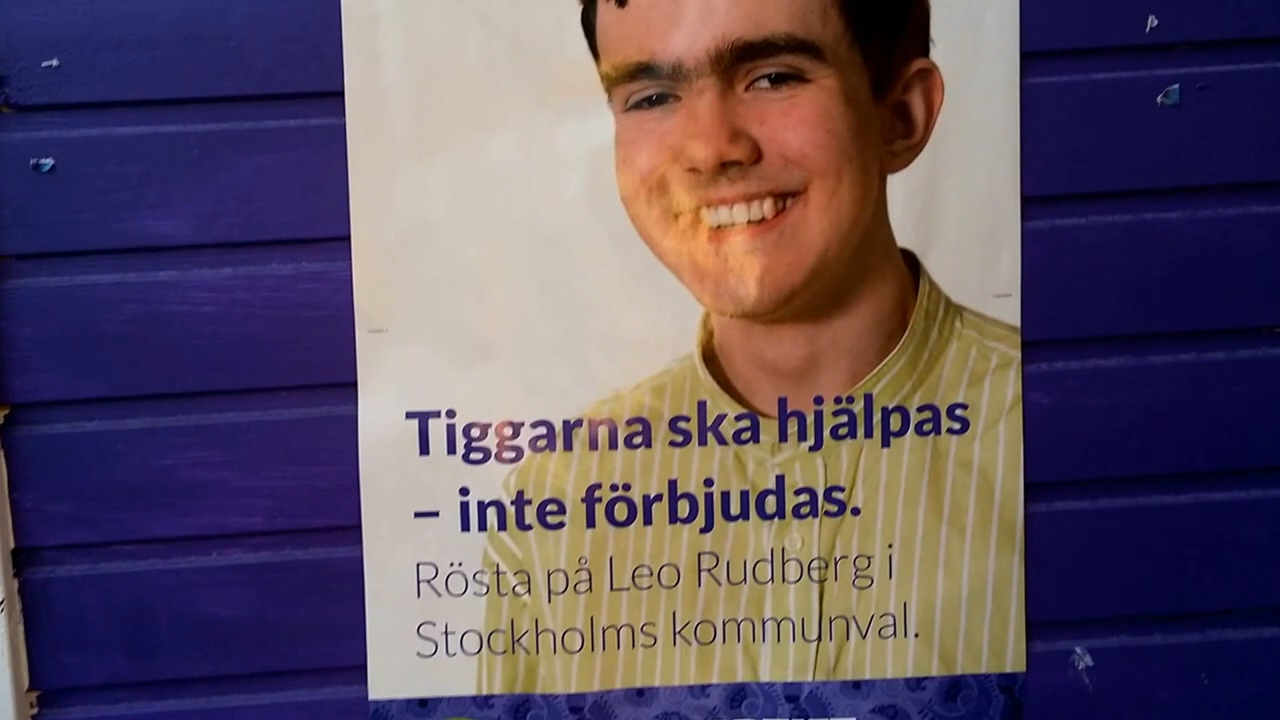 Tiggarna ska hjälpas
– inte förbjudas.
Rösta på Leo Rudberg i
Stockholms kommunval.